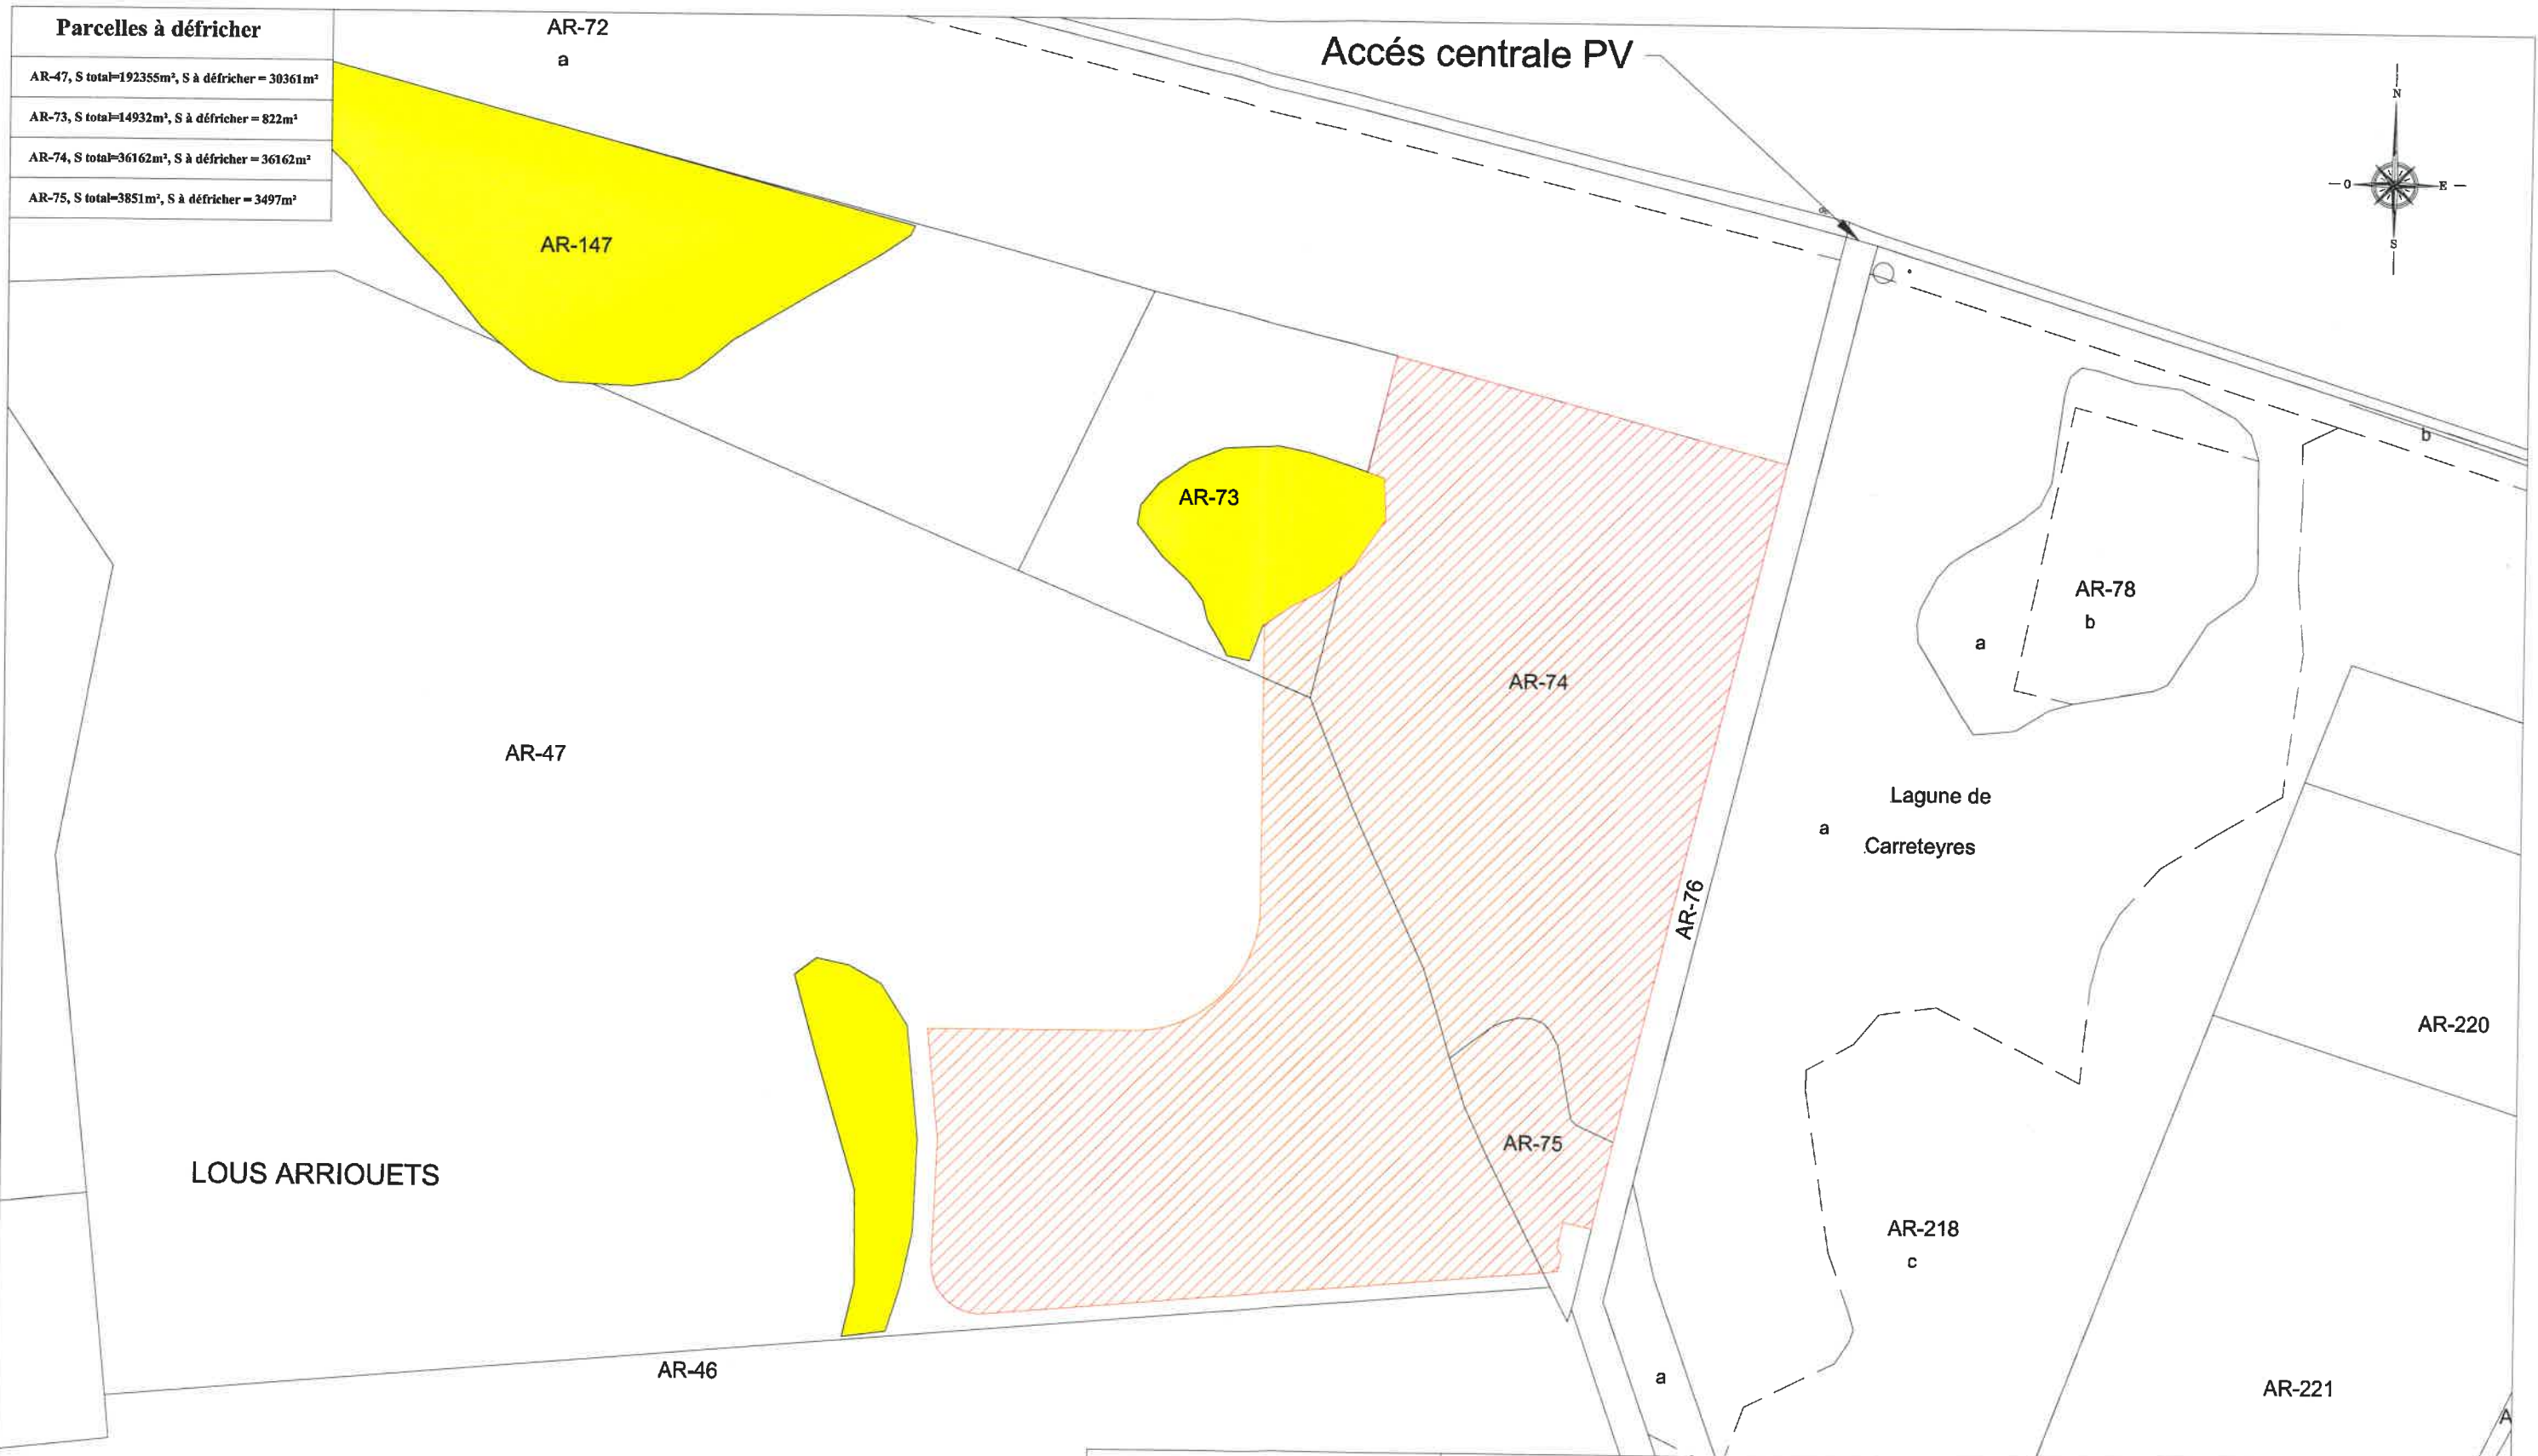 Parcelles à défricher
AR-47, S total=192355m², S à défricher = 30361m²
AR-73, S total=14932m², S à défricher = 822m²
AR-74, S total=36162m², S à défricher = 36162m²
AR-75, S total=3851m², S à défricher = 3497m²
AR-72
a
Accés centrale PV
N
O
E
S
AR-147
b
AR-73
AR-78
b
a
AR-74
AR-47
Lagune de
a
Carreteyres
AR-76
AR-220
AR-75
LOUS ARRIOUETS
AR-218
c
AR-46
a
AR-221
A